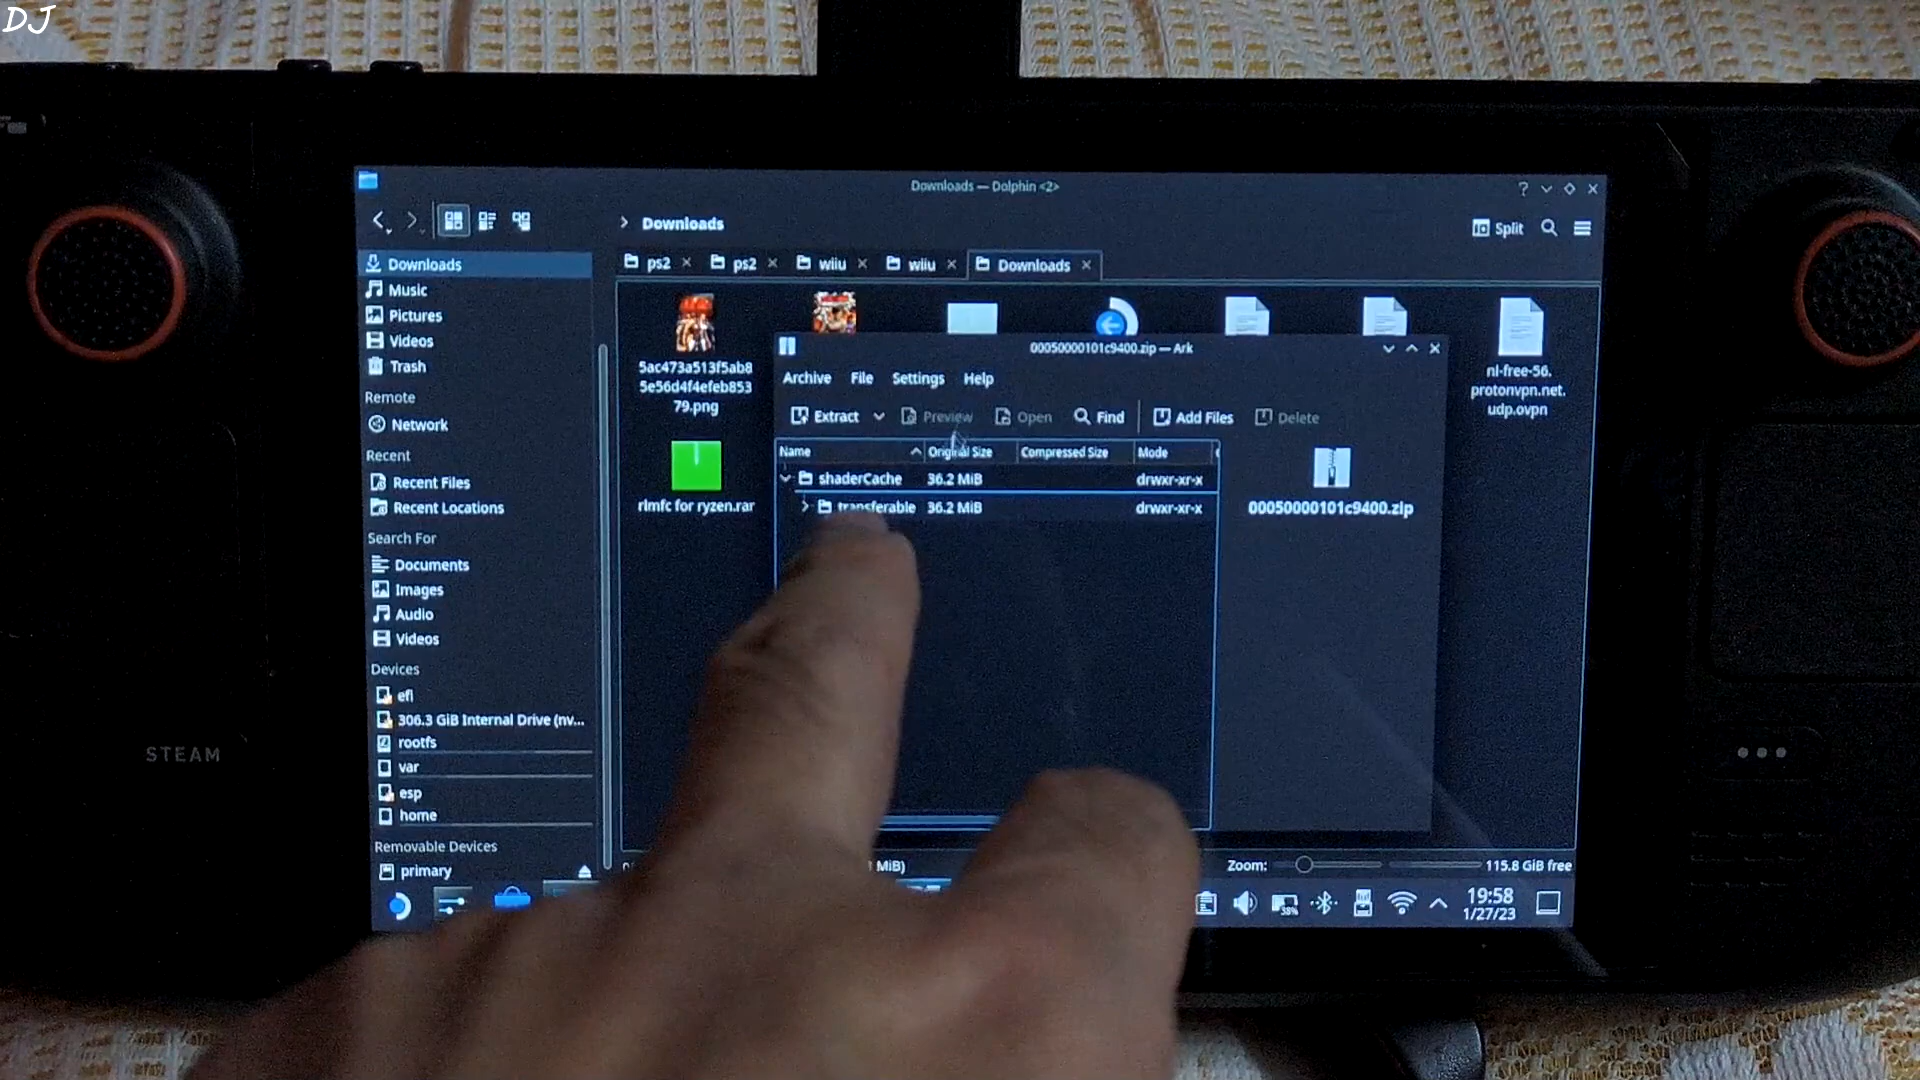 DJ
Downloads — Dolphin <2>
Downloads
Split
ps2
ps2
wiiu
wiiu
Downloads
Downloads
Music
Pictures
Videos
Trash
Remote
Network
Recent
Recent Files
Recent Locations
Search For
Documents
Images
Audio
Videos
Devices
efi
306.3 GiB Internal Drive (nv...
rootfs
var
esp
home
Removable Devices
primary
5ac473a513f5ab8
5e56d4f4efeb853
79.png
rlmfc for ryzen.rar
00050000101c9400.zip — Ark
Archive File Settings Help
Extract Preview Open Find Add Files Delete
Name Original Size Compressed Size Mode
shaderCache 36.2 MiB drwxr-xr-x
transferable 36.2 MiB drwxr-xr-x
nl-free-56.
protonvpn.net.
udp.ovpn
00050000101c9400.zip
MiB)
Zoom:
115.8 GiB free
38%
19:58
1/27/23
STEAM